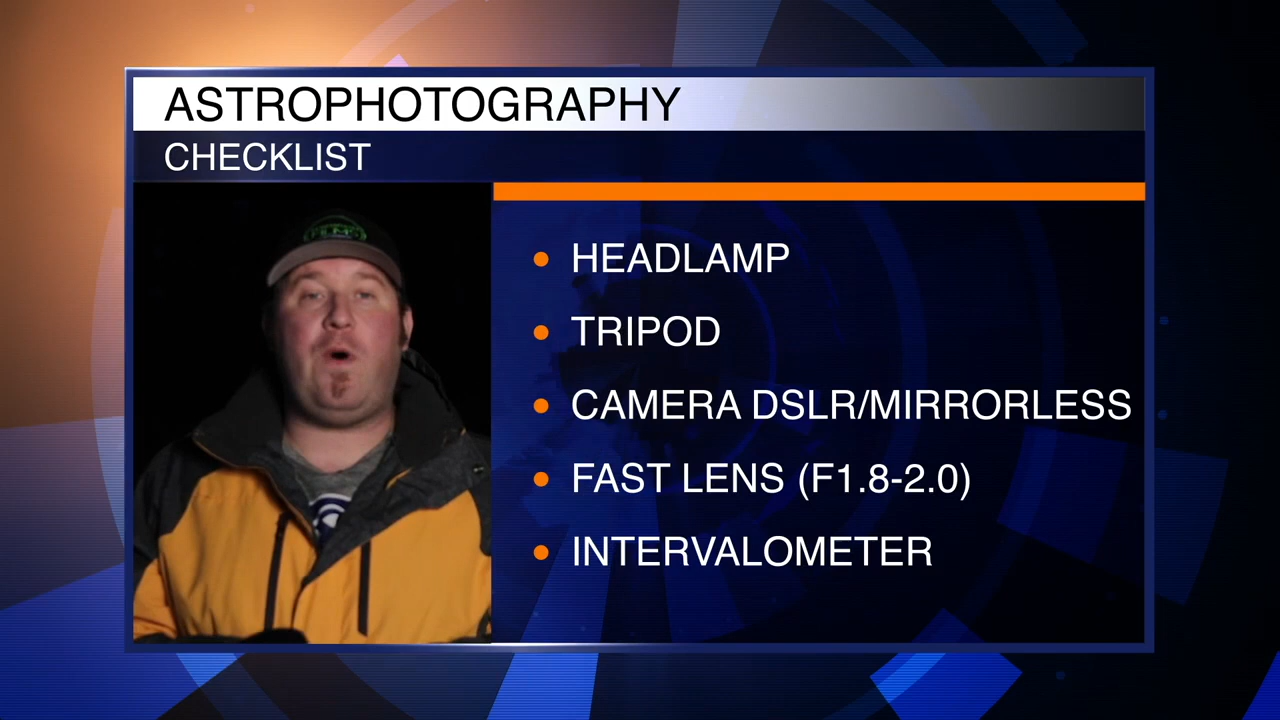 ASTROPHOTOGRAPHY
CHECKLIST
HEADLAMP
TRIPOD
CAMERA DSLR/MIRRORLESS
FAST LENS (F1.8-2.0)
INTERVALOMETER